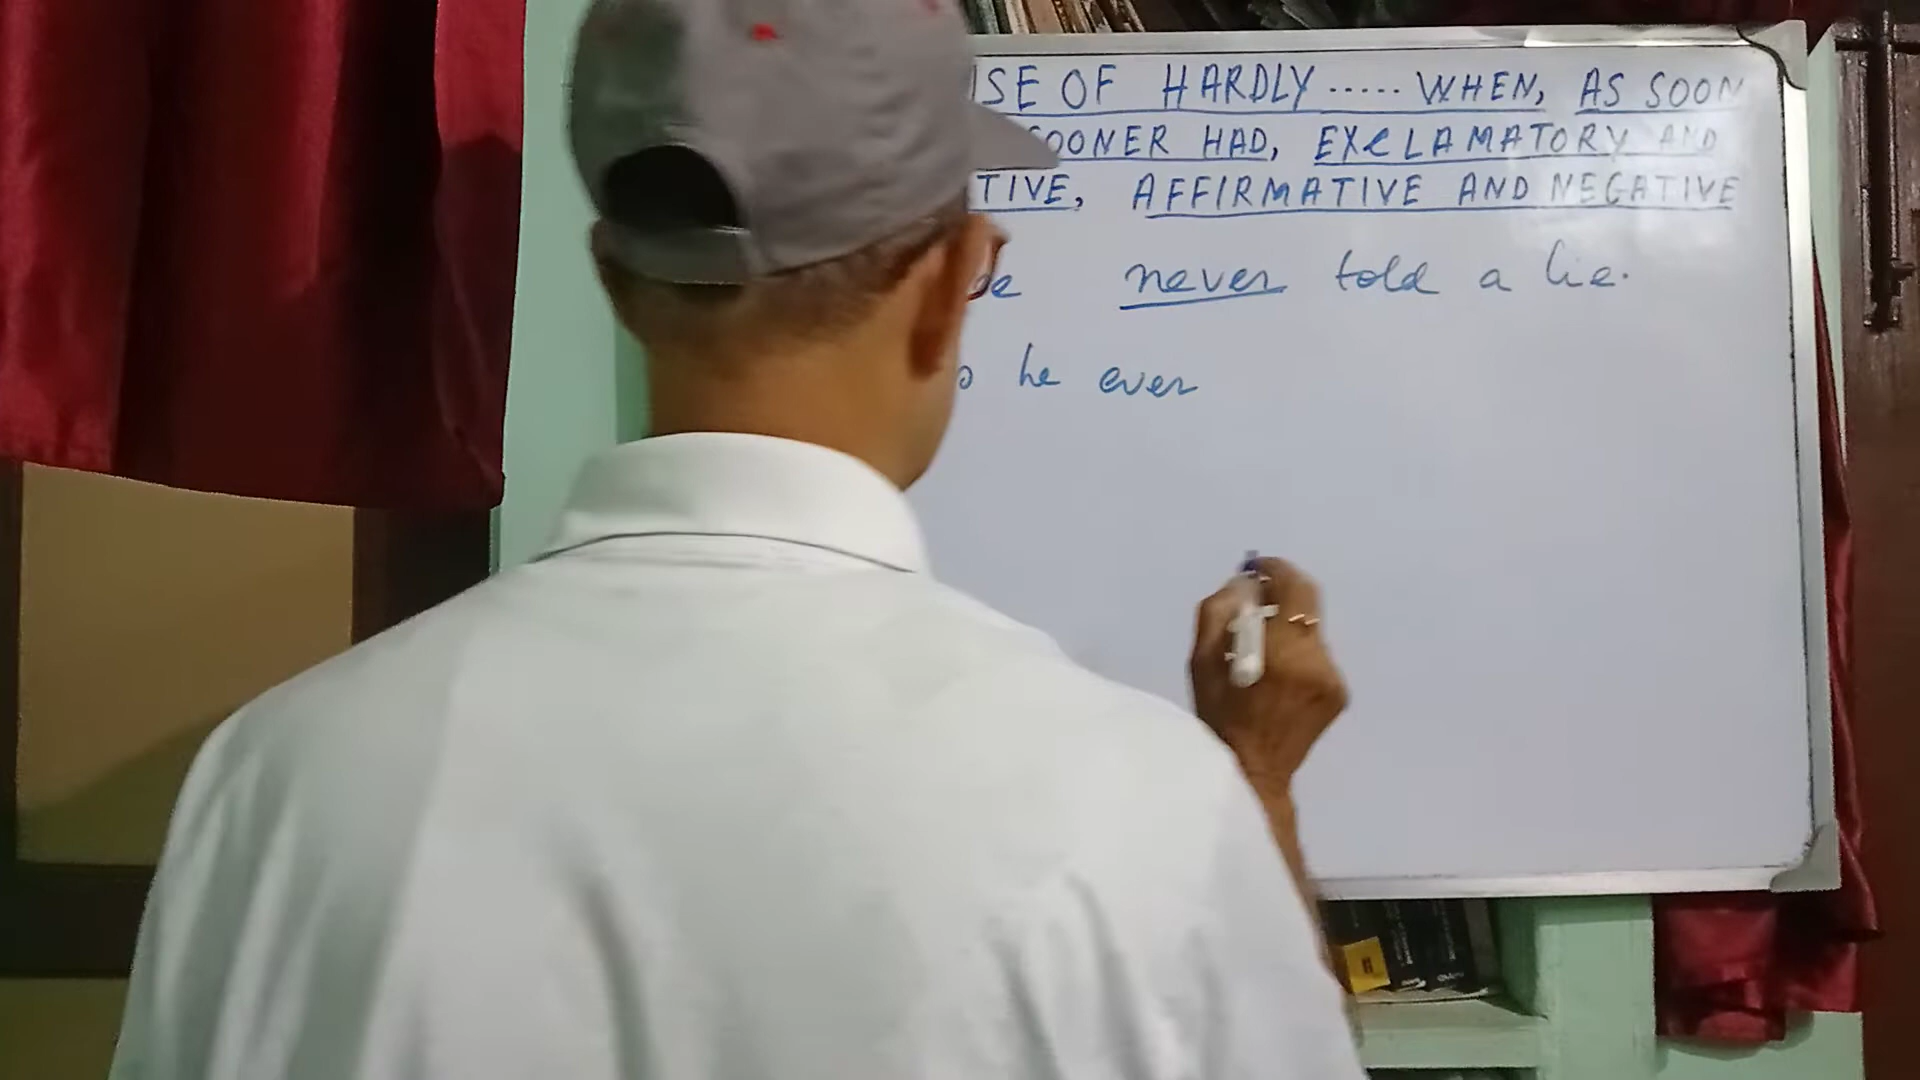 USE OF HARDLY ..... WHEN, AS SOON
SOONER HAD, EXCLAMATORY AND
TIVE, AFFIRMATIVE AND NEGATIVE
never told a lie.
he ever